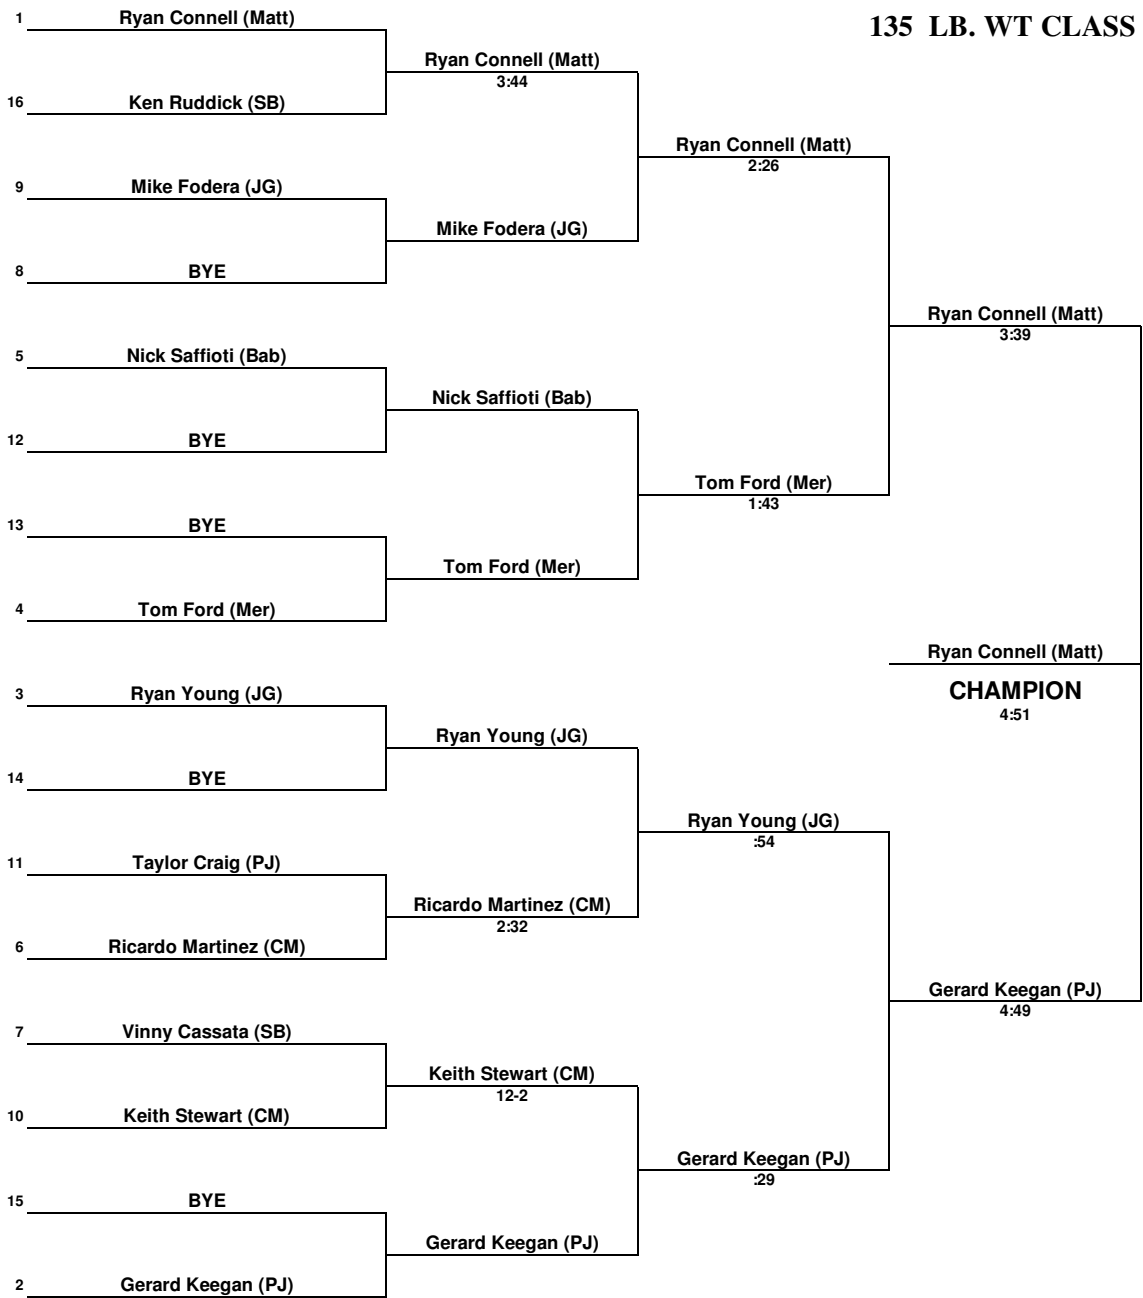 135 LB. WT CLASS
1 Ryan Connell (Matt)
Ryan Connell (Matt)
3:44
16 Ken Ruddick (SB)
Ryan Connell (Matt)
2:26
9 Mike Fodera (JG)
Mike Fodera (JG)
8 BYE
Ryan Connell (Matt)
3:39
5 Nick Saffioti (Bab)
Nick Saffioti (Bab)
12 BYE
Tom Ford (Mer)
1:43
13 BYE
Tom Ford (Mer)
4 Tom Ford (Mer)
Ryan Connell (Matt)
CHAMPION
4:51
3 Ryan Young (JG)
Ryan Young (JG)
14 BYE
Ryan Young (JG)
:54
11 Taylor Craig (PJ)
Ricardo Martinez (CM)
2:32
6 Ricardo Martinez (CM)
Gerard Keegan (PJ)
4:49
7 Vinny Cassata (SB)
Keith Stewart (CM)
12-2
10 Keith Stewart (CM)
Gerard Keegan (PJ)
:29
15 BYE
Gerard Keegan (PJ)
2 Gerard Keegan (PJ)